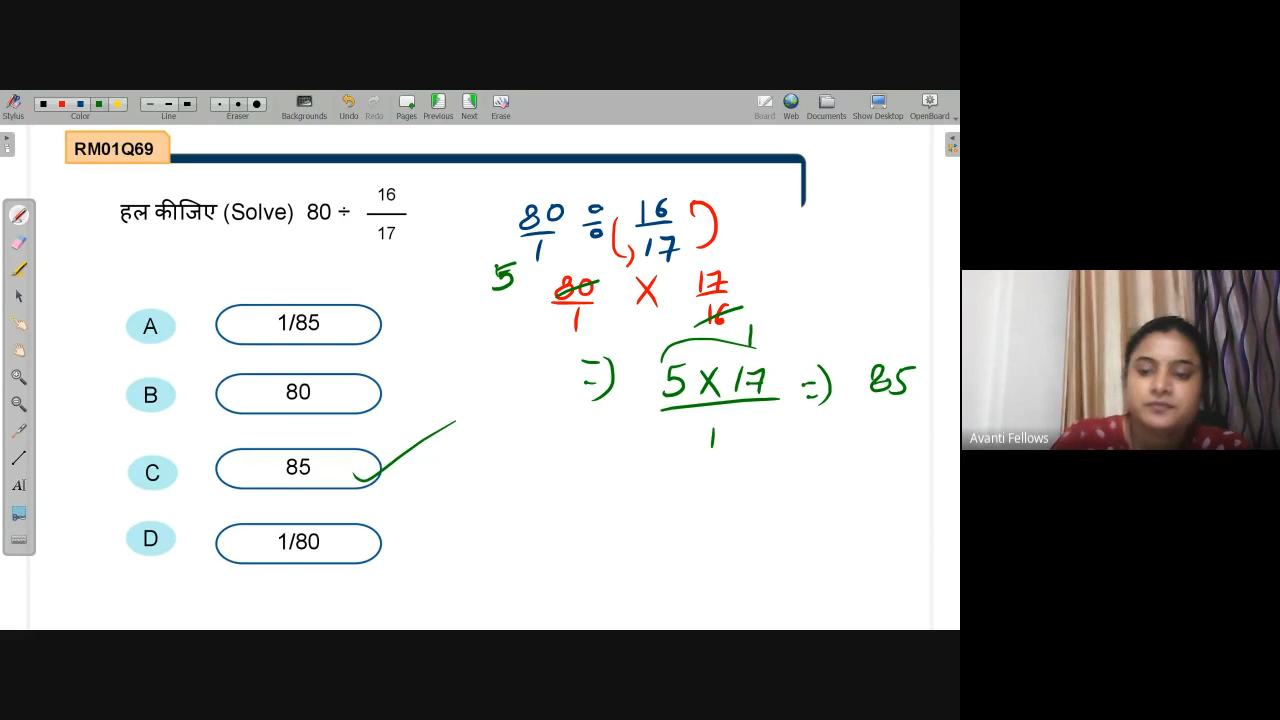 Stylus Color Line Eraser Backgrounds Undo Redo Pages Previous Next Erase Board Web Documents Show Desktop OpenBoard
RM01Q69
हल कीजिए (Solve) 80 ÷ 16/17
80/1 ÷ (16/17)
5
80/1 X 17/16
1
=) 5 X 17 =) 85
1
A 1/85
B 80
C 85
D 1/80
Avanti Fellows